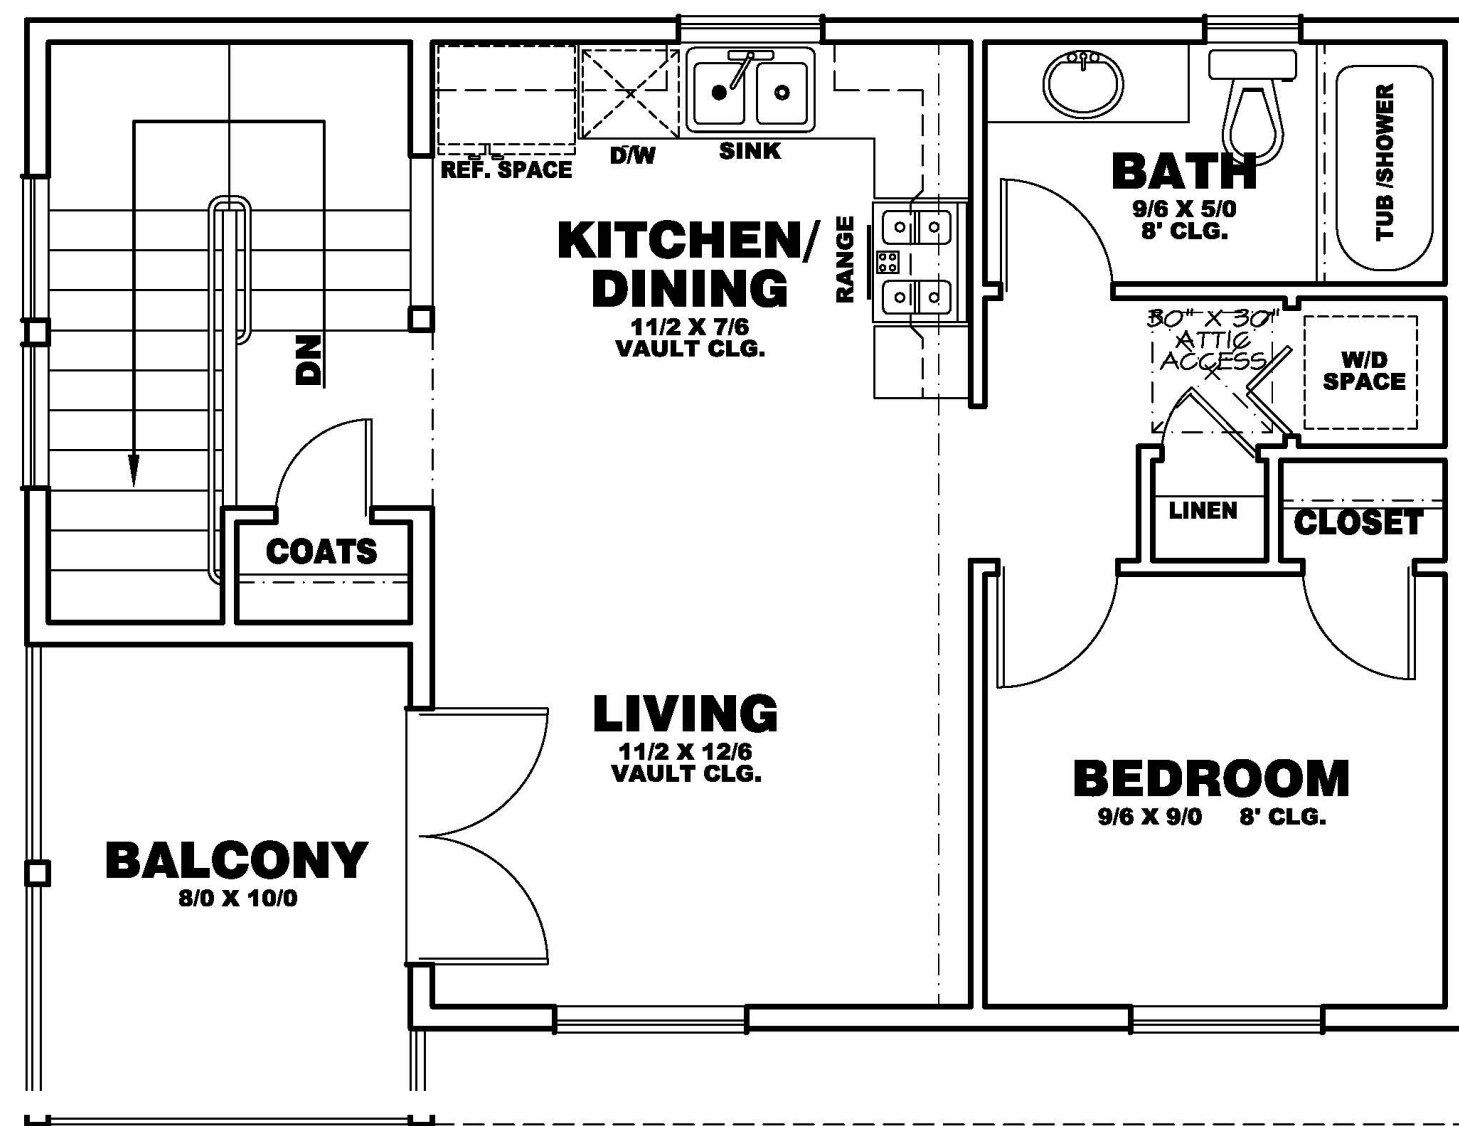 REF. SPACE
D/W
SINK
KITCHEN/
DINING
11/2 X 7/6
VAULT CLG.
RANGE
BATH
9/6 X 5/0
8' CLG.
TUB /SHOWER
30" X 30"
ATTIC
ACCESS
W/D
SPACE
DN
COATS
LINEN
CLOSET
LIVING
11/2 X 12/6
VAULT CLG.
BEDROOM
9/6 X 9/0 8' CLG.
BALCONY
8/0 X 10/0